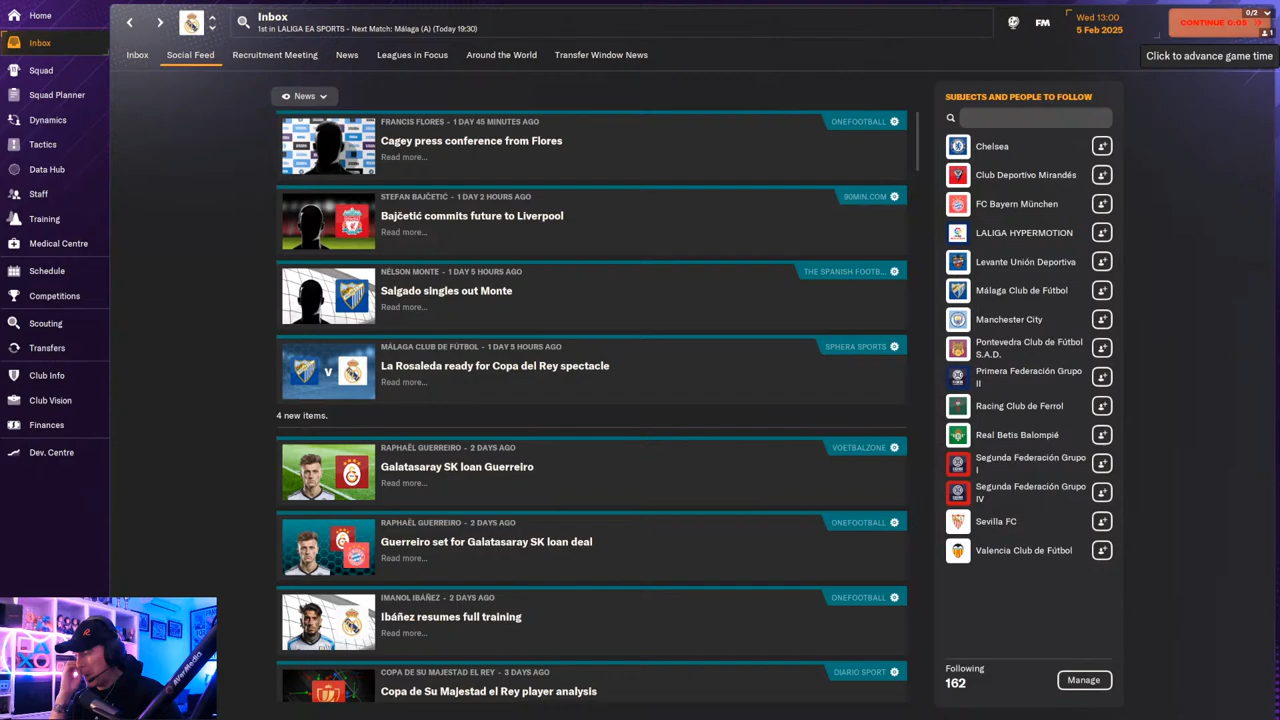 Home
Inbox
Squad
Squad Planner
Dynamics
Tactics
Data Hub
Staff
Training
Medical Centre
Schedule
Competitions
Scouting
Transfers
Club Info
Club Vision
Finances
Dev. Centre
Inbox
1st in LALIGA EA SPORTS - Next Match: Málaga (A) (Today 19:30)
FM
Wed 13:00
5 Feb 2025
0/2
CONTINUE 0:05
1
Click to advance game time
Inbox
Social Feed
Recruitment Meeting
News
Leagues in Focus
Around the World
Transfer Window News
News
FRANCIS FLORES - 1 DAY 45 MINUTES AGO
ONEFOOTBALL
Cagey press conference from Flores
Read more...
STEFAN BAJČETIĆ - 1 DAY 2 HOURS AGO
90MIN.COM
Bajčetić commits future to Liverpool
Read more...
NÉLSON MONTE - 1 DAY 5 HOURS AGO
THE SPANISH FOOTB...
Salgado singles out Monte
Read more...
MÁLAGA CLUB DE FÚTBOL - 1 DAY 5 HOURS AGO
SPHERA SPORTS
La Rosaleda ready for Copa del Rey spectacle
Read more...
V
4 new items.
RAPHAËL GUERREIRO - 2 DAYS AGO
VOETBALZONE
Galatasaray SK loan Guerreiro
Read more...
RAPHAËL GUERREIRO - 2 DAYS AGO
ONEFOOTBALL
Guerreiro set for Galatasaray SK loan deal
Read more...
IMANOL IBÁÑEZ - 2 DAYS AGO
ONEFOOTBALL
Ibáñez resumes full training
Read more...
COPA DE SU MAJESTAD EL REY - 3 DAYS AGO
DIARIO SPORT
Copa de Su Majestad el Rey player analysis
SUBJECTS AND PEOPLE TO FOLLOW
Chelsea
Club Deportivo Mirandés
FC Bayern München
LALIGA HYPERMOTION
Levante Unión Deportiva
Málaga Club de Fútbol
Manchester City
Pontevedra Club de Fútbol
S.A.D.
Primera Federación Grupo
II
Racing Club de Ferrol
Real Betis Balompié
Segunda Federación Grupo
I
Segunda Federación Grupo
IV
Sevilla FC
Valencia Club de Fútbol
Following
162
Manage
AVerMedia